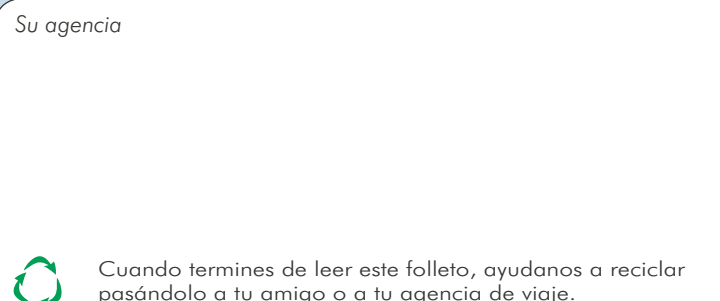 Su agencia
Cuando termines de leer este folleto, ayudanos a reciclar
pasándolo a tu amigo o a tu agencia de viaje.